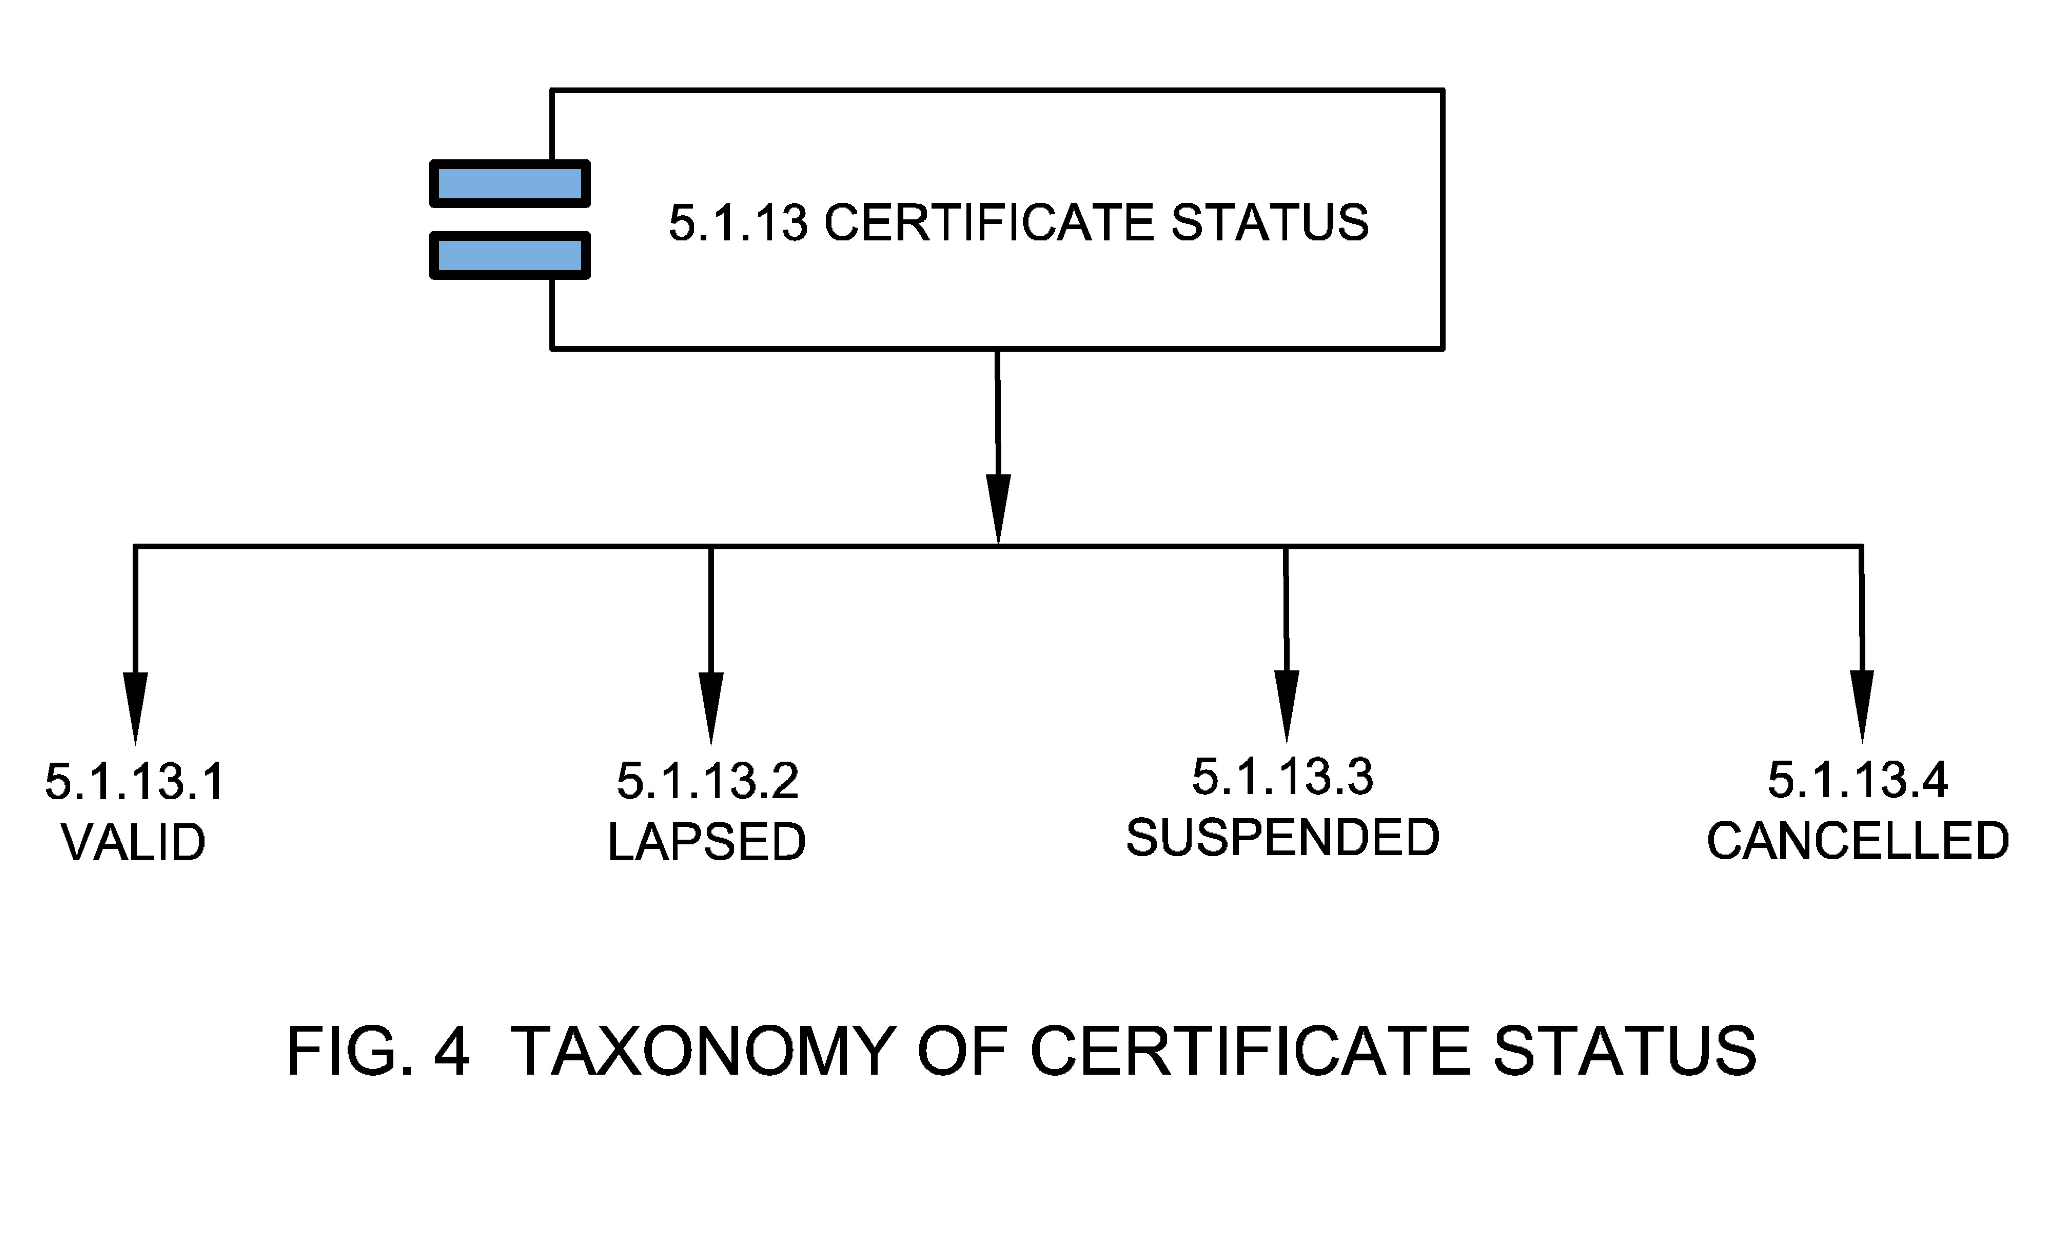 5.1.13 CERTIFICATE STATUS
5.1.13.1
VALID
5.1.13.2
LAPSED
5.1.13.3
SUSPENDED
5.1.13.4
CANCELLED
FIG. 4 TAXONOMY OF CERTIFICATE STATUS